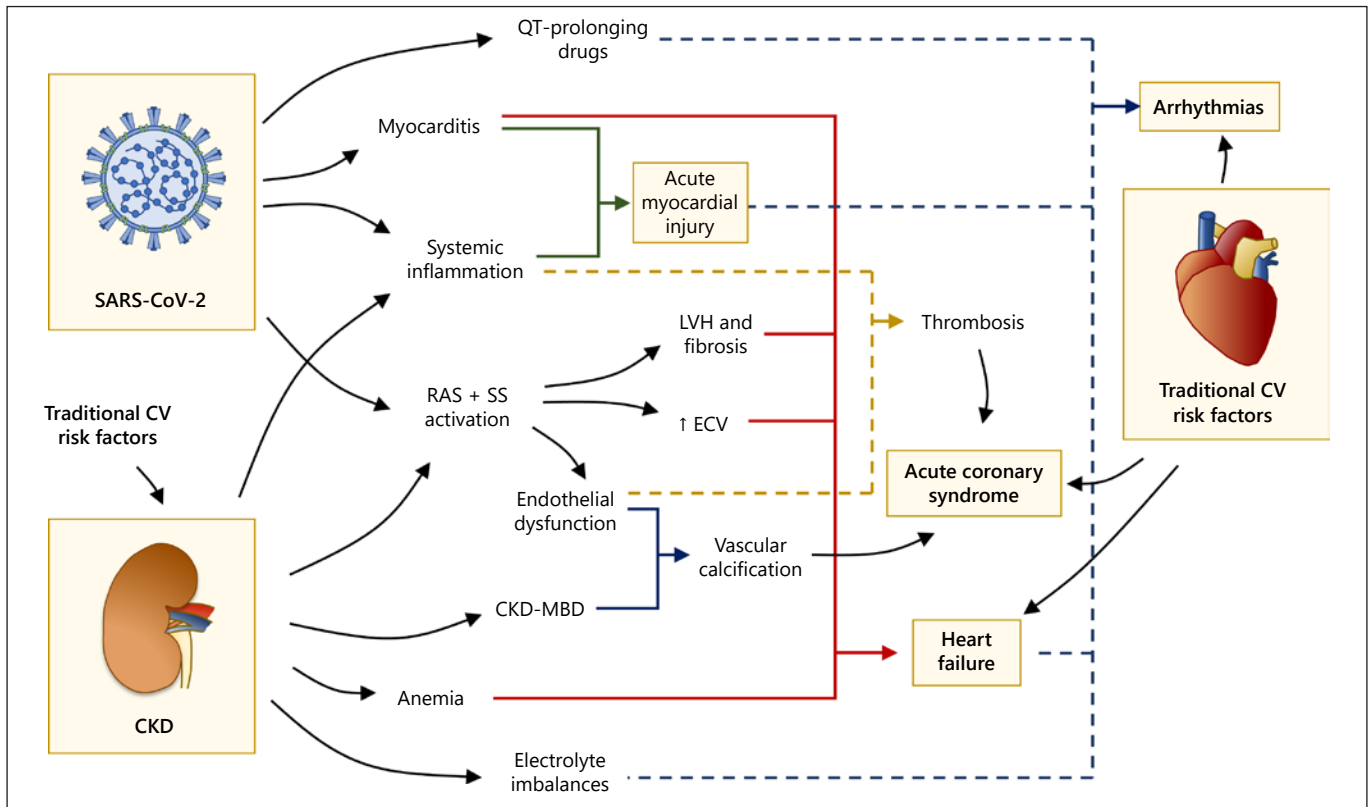 QT-prolonging
drugs
Arrhythmias
Myocarditis
Acute
myocardial
injury
Systemic
inflammation
SARS-CoV-2
LVH and
fibrosis
Thrombosis
Traditional CV
risk factors
RAS + SS
activation
↑ ECV
Traditional CV
risk factors
Acute coronary
syndrome
Endothelial
dysfunction
Vascular
calcification
CKD-MBD
Heart
failure
Anemia
CKD
Electrolyte
imbalances